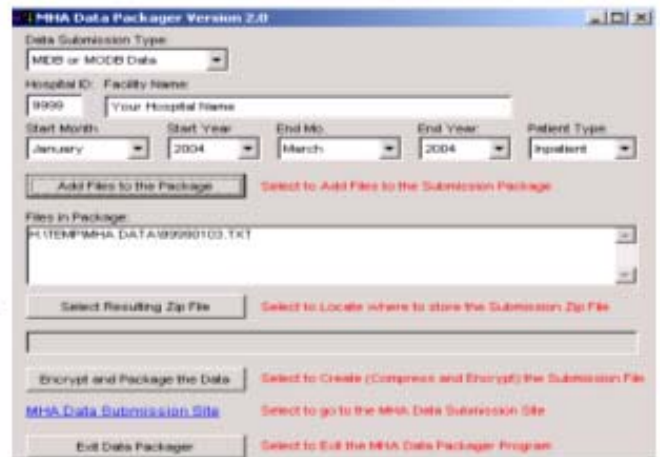 MHA Data Packager Version 2.0
Data Submission Type:
MIDB or MODB Data
Hospital ID: Facility Name:
9999 Your Hospital Name
Start Month: Start Year End Mo. End Year: Patient Type:
January 2004 March 2004 Inpatient
Add Files to the Package Select to Add Files to the Submission Package
Files in Package:
H:\TEMP\MHA DATA\99990103.TXT
Select Resulting Zip File Select to Locate where to store the Submission Zip File
Encrypt and Package the Data Select to Create (Compress and Encrypt) the Submission File
MHA Data Submission Site Select to go to the MHA Data Submission Site
Exit Data Packager Select to Exit the MHA Data Packager Program